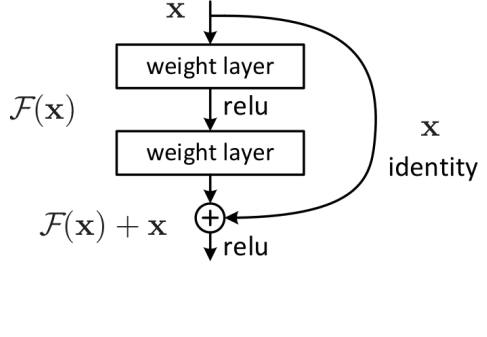 x
weight layer
relu
F(x)
weight layer
x
identity
F(x) + x
relu